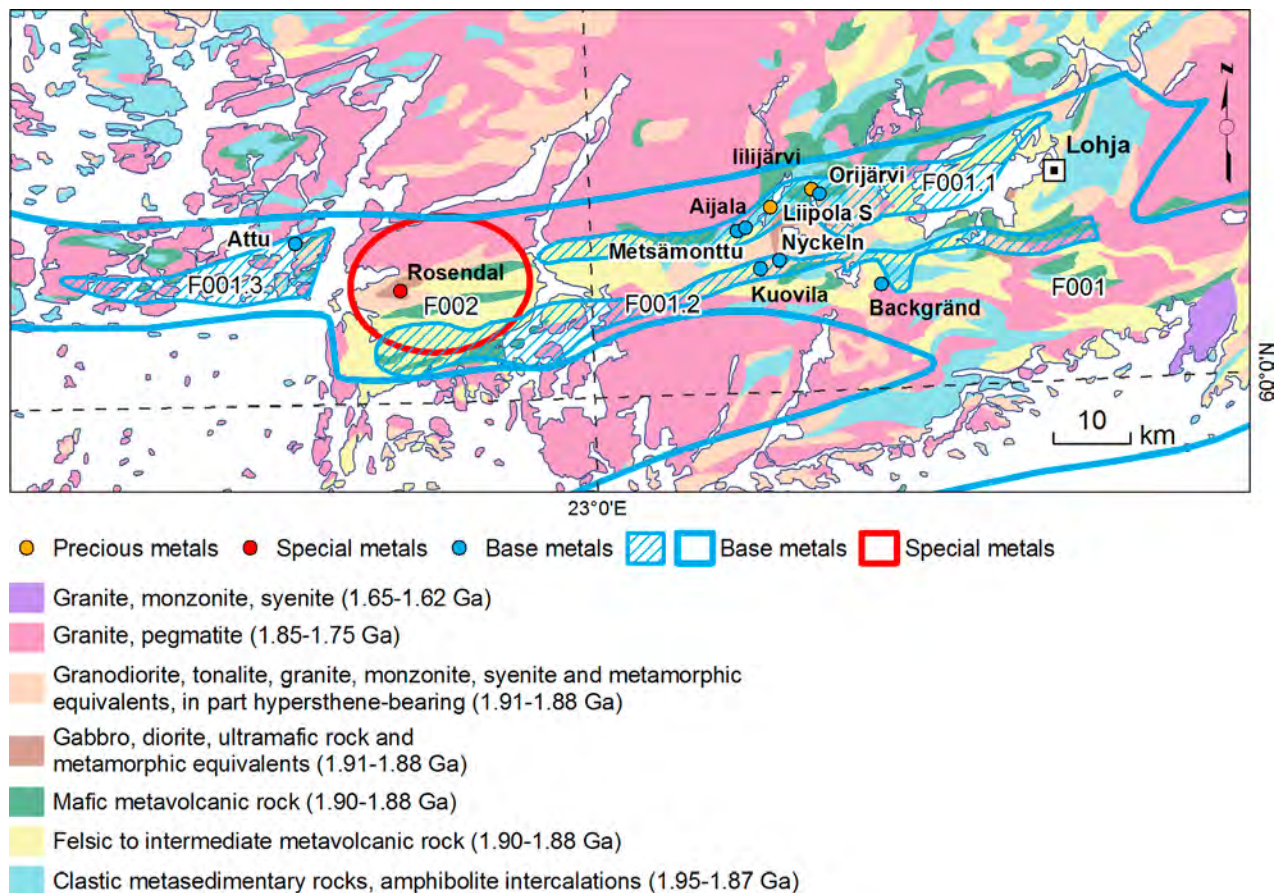 z
Lohja
Iilijärvi
Orijärvi
F001.1
Aijala
Liipola S
Attu
Metsämonttu
Nyckeln
Rosendal
F001.3
F002
F001.2
Kuovila
F001
Backgränd
60°0'N
10
km
23°0'E
Precious metals
Special metals
Base metals
Base metals
Special metals
Granite, monzonite, syenite (1.65-1.62 Ga)
Granite, pegmatite (1.85-1.75 Ga)
Granodiorite, tonalite, granite, monzonite, syenite and metamorphic
equivalents, in part hypersthene-bearing (1.91-1.88 Ga)
Gabbro, diorite, ultramafic rock and
metamorphic equivalents (1.91-1.88 Ga)
Mafic metavolcanic rock (1.90-1.88 Ga)
Felsic to intermediate metavolcanic rock (1.90-1.88 Ga)
Clastic metasedimentary rocks, amphibolite intercalations (1.95-1.87 Ga)